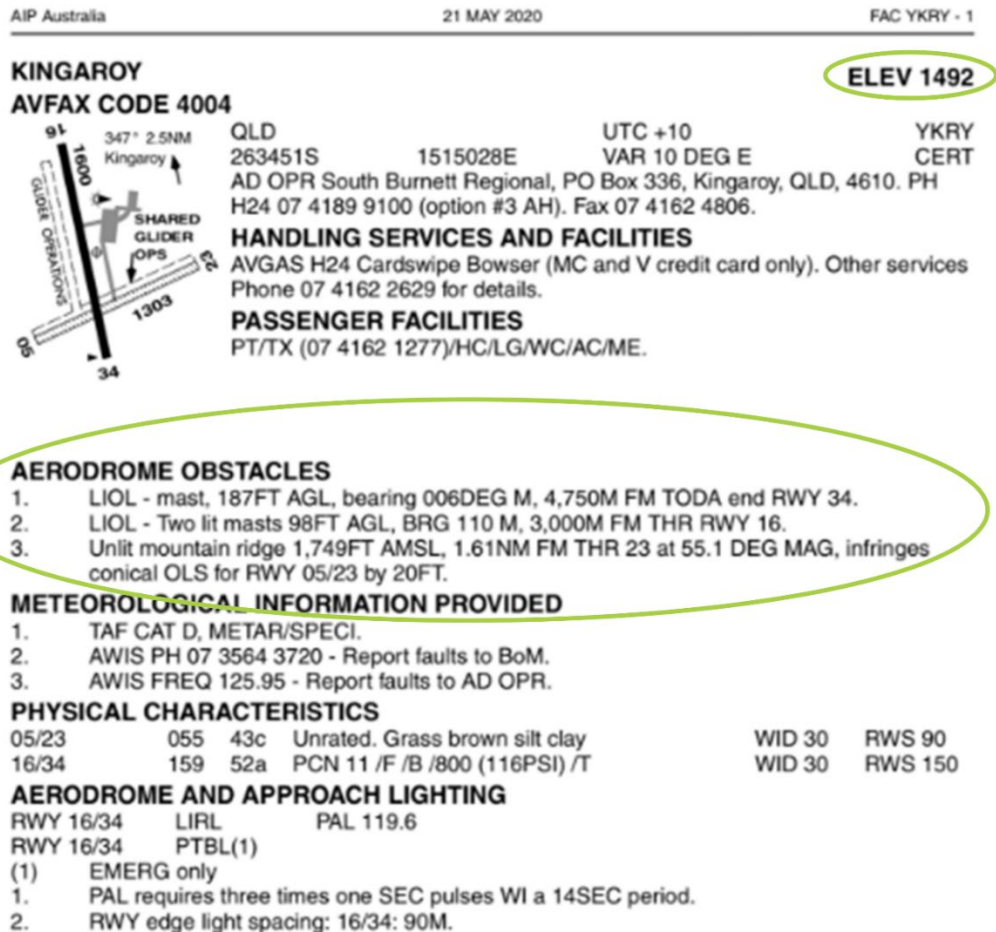 AIP Australia 21 MAY 2020 FAC YKRY - 1
KINGAROY ELEV 1492
AVFAX CODE 4004
16
347° 2.5NM
Kingaroy
1600
GLIDER OPERATIONS
SHARED
GLIDER
OPS
23
1303
05
34
QLD UTC +10 YKRY
263451S 1515028E VAR 10 DEG E CERT
AD OPR South Burnett Regional, PO Box 336, Kingaroy, QLD, 4610. PH
H24 07 4189 9100 (option #3 AH). Fax 07 4162 4806.
HANDLING SERVICES AND FACILITIES
AVGAS H24 Cardswipe Bowser (MC and V credit card only). Other services
Phone 07 4162 2629 for details.
PASSENGER FACILITIES
PT/TX (07 4162 1277)/HC/LG/WC/AC/ME.
AERODROME OBSTACLES
1. LIOL - mast, 187FT AGL, bearing 006DEG M, 4,750M FM TODA end RWY 34.
2. LIOL - Two lit masts 98FT AGL, BRG 110 M, 3,000M FM THR RWY 16.
3. Unlit mountain ridge 1,749FT AMSL, 1.61NM FM THR 23 at 55.1 DEG MAG, infringes
conical OLS for RWY 05/23 by 20FT.
METEOROLOGICAL INFORMATION PROVIDED
1. TAF CAT D, METAR/SPECI.
2. AWIS PH 07 3564 3720 - Report faults to BoM.
3. AWIS FREQ 125.95 - Report faults to AD OPR.
PHYSICAL CHARACTERISTICS
05/23 055 43c Unrated. Grass brown silt clay WID 30 RWS 90
16/34 159 52a PCN 11 /F /B /800 (116PSI) /T WID 30 RWS 150
AERODROME AND APPROACH LIGHTING
RWY 16/34 LIRL PAL 119.6
RWY 16/34 PTBL(1)
(1) EMERG only
1. PAL requires three times one SEC pulses WI a 14SEC period.
2. RWY edge light spacing: 16/34: 90M.